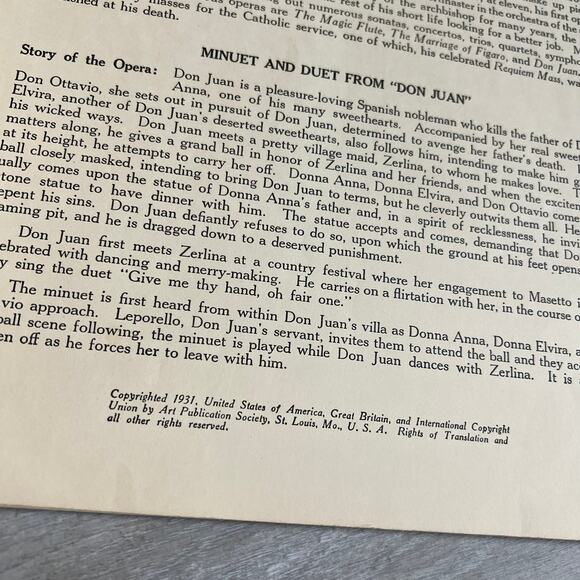 make up pie
at eleven, his first o
master in the orchestra of the
of the archbishop for many years, the
rest of his short life looking for a better job. M
out numerous sonatas, concertos, trios, quartets, sympho
operas are The Magic Flute, The Marriage of Figaro, and Don Juan
masses for the Catholic service, one of which, his celebrated Requiem Mass, wa
at his death.
MINUET AND DUET FROM "DON JUAN"
Story of the Opera: Don Juan is a pleasure-loving Spanish nobleman who kills the father of D
Anna, one of his many sweethearts. Accompanied by her real sweet
Don Ottavio, she sets out in pursuit of Don Juan, determined to avenge her father's death.
Elvira, another of Don Juan's deserted sweethearts, also follows him, intending to make him g
his wicked ways. Don Juan meets a pretty village maid, Zerlina, to whom he makes love. T
matters along, he gives a grand ball in honor of Zerlina and her friends, and when the excitem
at its height, he attempts to carry her off. Donna Anna, Donna Elvira, and Don Ottavio come
ball closely masked, intending to bring Don Juan to terms, but he cleverly outwits them all. He
ually comes upon the statue of Donna Anna's father and, in a spirit of recklessness, he invi
tone statue to have dinner with him. The statue accepts and comes, demanding that Do
epent his sins. Don Juan defiantly refuses to do so, upon which the ground at his feet opens
aming pit, and he is dragged down to a deserved punishment.
Don Juan first meets Zerlina at a country festival where her engagement to Masetto i
ebrated with dancing and merry-making. He carries on a flirtation with her, in the course o
y sing the duet "Give me thy hand, oh fair one."
The minuet is first heard from within Don Juan's villa as Donna Anna, Donna Elvira, a
vio approach. Leporello, Don Juan's servant, invites them to attend the ball and they acc
ball scene following, the minuet is played while Don Juan dances with Zerlina. It is
en off as he forces her to leave with him.
Copyrighted 1931, United States of America, Great Britain, and International Copyright
Union by Art Publication Society, St. Louis, Mo., U. S. A. Rights of Translation and
all other rights reserved.